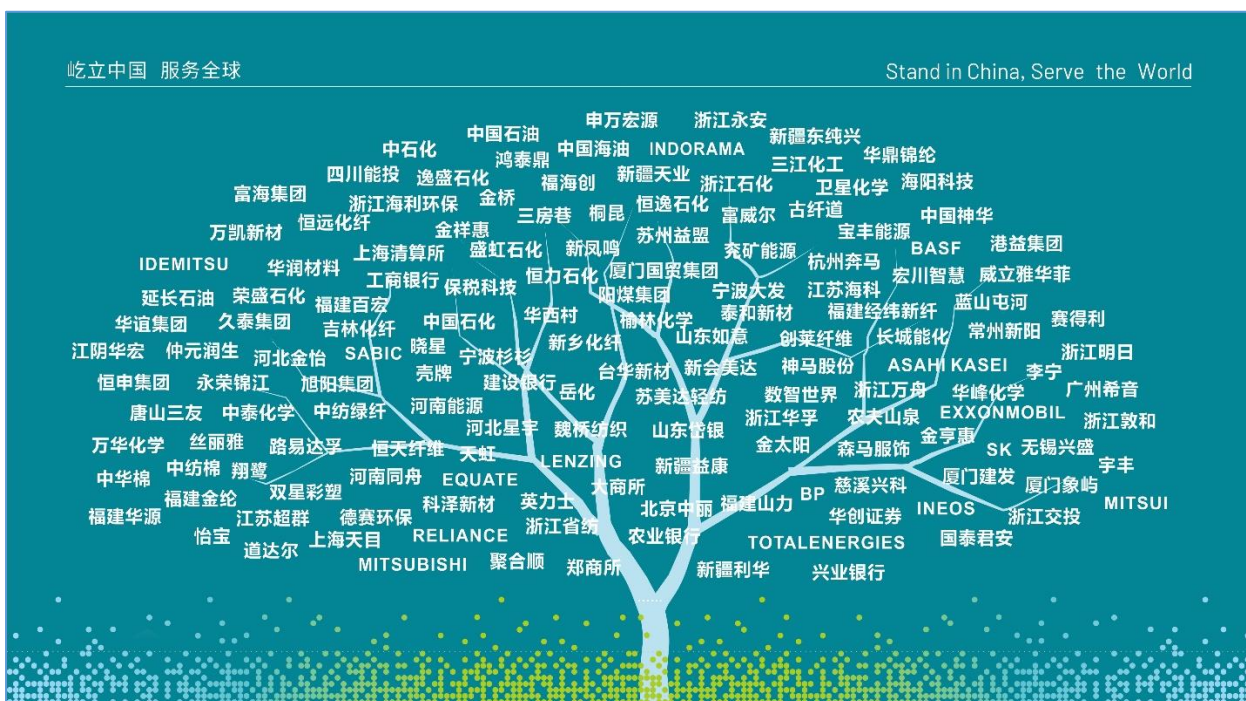 屹立中国 服务全球
Stand in China, Serve the World
申万宏源 浙江永安
中国石油 新疆东纯兴
中石化 鸿泰鼎 中国海油 INDORAMA 三江化工 华鼎锦纶
四川能投 逸盛石化 福海创 新疆天业 浙江石化 卫星化学 海阳科技
富海集团 浙江海利环保 金桥 三房巷 桐昆 恒逸石化 富威尔 古纤道 中国神华
万凯新材 恒远化纤 金祥惠 盛虹石化 新凤鸣 苏州益盟 兖矿能源 宝丰能源 BASF 港益集团
IDEMITSU 华润材料 上海清算所 工商银行 保税科技 恒力石化 厦门国贸集团 杭州奔马 宏川智慧 威立雅华菲
延长石油 荣盛石化 福建百宏 阳煤集团 宁波大发 江苏海科 蓝山屯河
华谊集团 久泰集团 吉林化纤 中国石化 华西村 榆林化学 泰和新材 福建经纬新纤 常州新阳 赛得利
江阴华宏 仲元润生 河北金怡 SABIC 晓星 宁波杉杉 新乡化纤 山东如意 创莱纤维 长城能化 浙江明日
恒申集团 永荣锦江 旭阳集团 壳牌 建设银行 岳化 台华新材 新会美达 神马股份 ASAHI KASEI 李宁 广州希音
唐山三友 中泰化学 中纺绿纤 河南能源 苏美达轻纺 数智世界 浙江万舟 华峰化学 EXXONMOBIL 浙江敦和
万华化学 丝丽雅 路易达孚 恒天纤维 天虹 河北星宇 魏桥纺织 山东岱银 浙江华孚 农夫山泉 金亨惠 SK 无锡兴盛
中华棉 中纺棉 翔鹭 河南同舟 EQUATE LENZING 新疆益康 金太阳 森马服饰 厦门建发 宇丰
福建华源 福建金纶 双星彩塑 科泽新材 英力士 大商所 北京中丽 福建山力 BP 慈溪兴科 INEOS 厦门象屿 MITSUI
怡宝 江苏超群 德赛环保 RELIANCE 浙江省纺 农业银行 华创证券 浙江交投
道达尔 上海天目 MITSUBISHI 聚合顺 郑商所 新疆利华 TOTALENERGIES 兴业银行 国泰君安